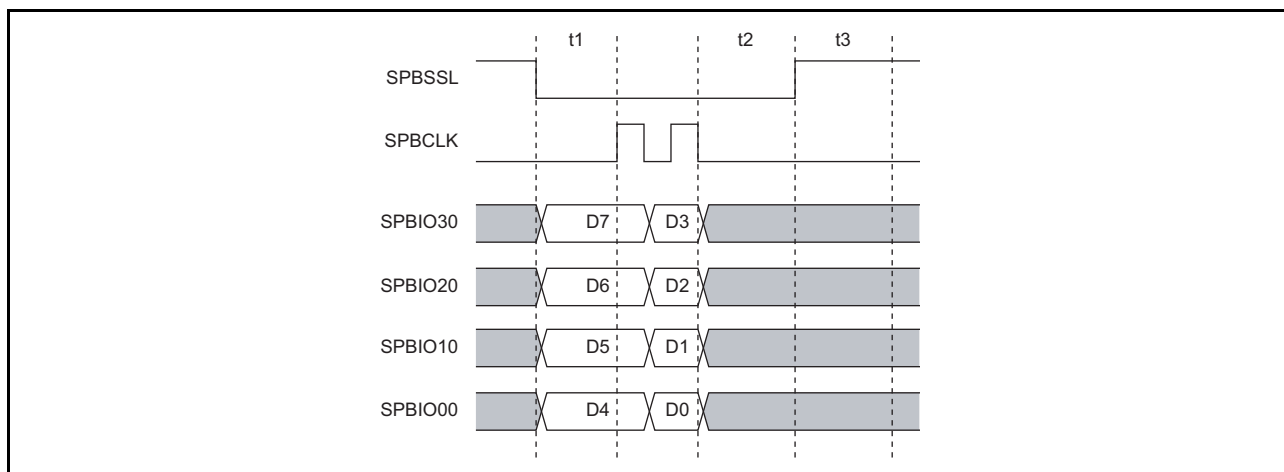 t1 t2 t3
SPBSSL
SPBCLK
SPBIO30 D7 D3
SPBIO20 D6 D2
SPBIO10 D5 D1
SPBIO00 D4 D0